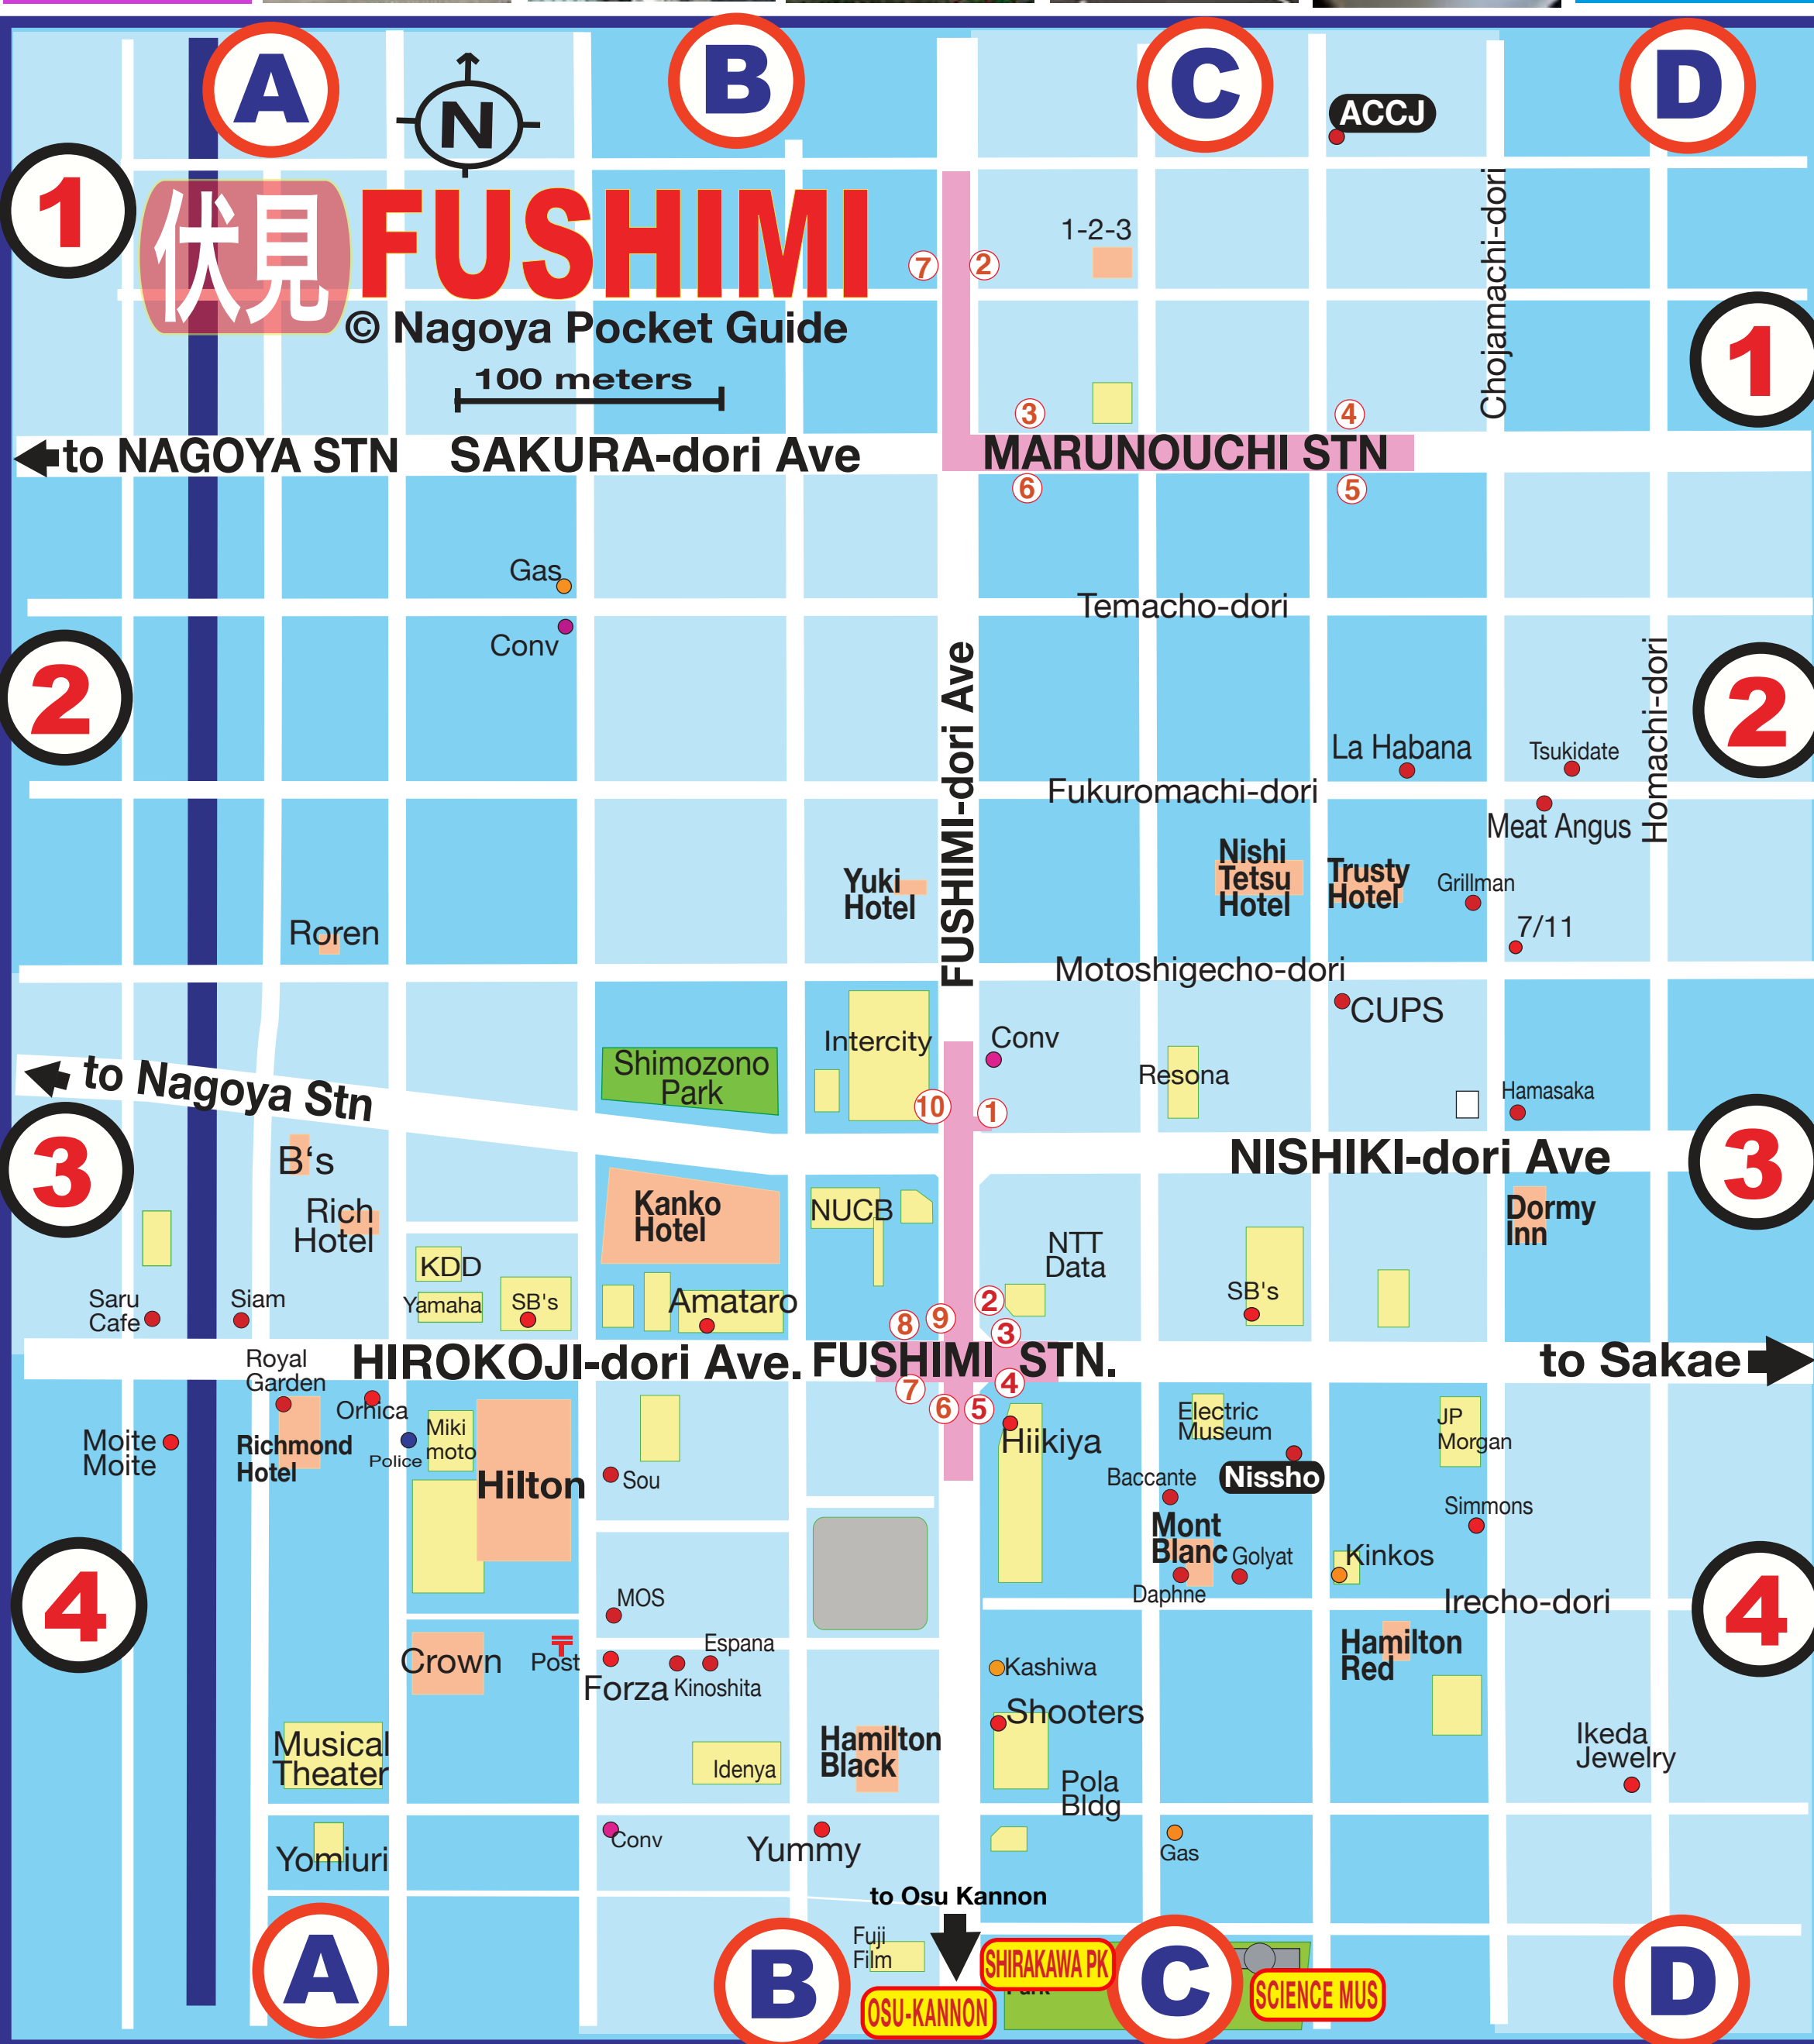 A
B
C
D
N
ACCJ
1
伏見 FUSHIMI
© Nagoya Pocket Guide
100 meters
7
2
1-2-3
Chojamachi-dori
1
3
4
to NAGOYA STN
SAKURA-dori Ave
MARUNOUCHI STN
6
5
Gas
Conv
Temacho-dori
2
FUSHIMI-dori Ave
Homachi-dori
2
La Habana
Tsukidate
Fukuromachi-dori
Meat Angus
Yuki
Hotel
Nishi
Tetsu
Hotel
Trusty
Hotel
Grillman
7/11
Roren
Motoshigecho-dori
CUPS
Intercity
Conv
Shimozono
Park
Resona
to Nagoya Stn
10
1
Hamasaka
3
B's
NISHIKI-dori Ave
3
Rich
Hotel
Kanko
Hotel
NUCB
Dormy
Inn
KDD
NTT
Data
Saru
Cafe
Siam
Yamaha
SB's
Amataro
8
9
2
3
SB's
HIROKOJI-dori Ave.
FUSHIMI STN.
to Sakae
Royal
Garden
7
6
5
4
Orhica
Moite
Moite
Richmond
Hotel
Police
Miki
moto
Hilton
Sou
Hiikiya
Electric
Museum
Nissho
JP
Morgan
Baccante
Simmons
Mont
Blanc
Golyat
Kinkos
Daphne
4
MOS
Irecho-dori
4
Crown
〒
Post
Forza
Kinoshita
Espana
Kashiwa
Hamilton
Red
Shooters
Musical
Theater
Idenya
Hamilton
Black
Pola
Bldg
Ikeda
Jewelry
Yomiuri
Conv
Yummy
Gas
to Osu Kannon
Fuji
Film
SHIRAKAWA PK
OSU-KANNON
SCIENCE MUS
A
B
C
D